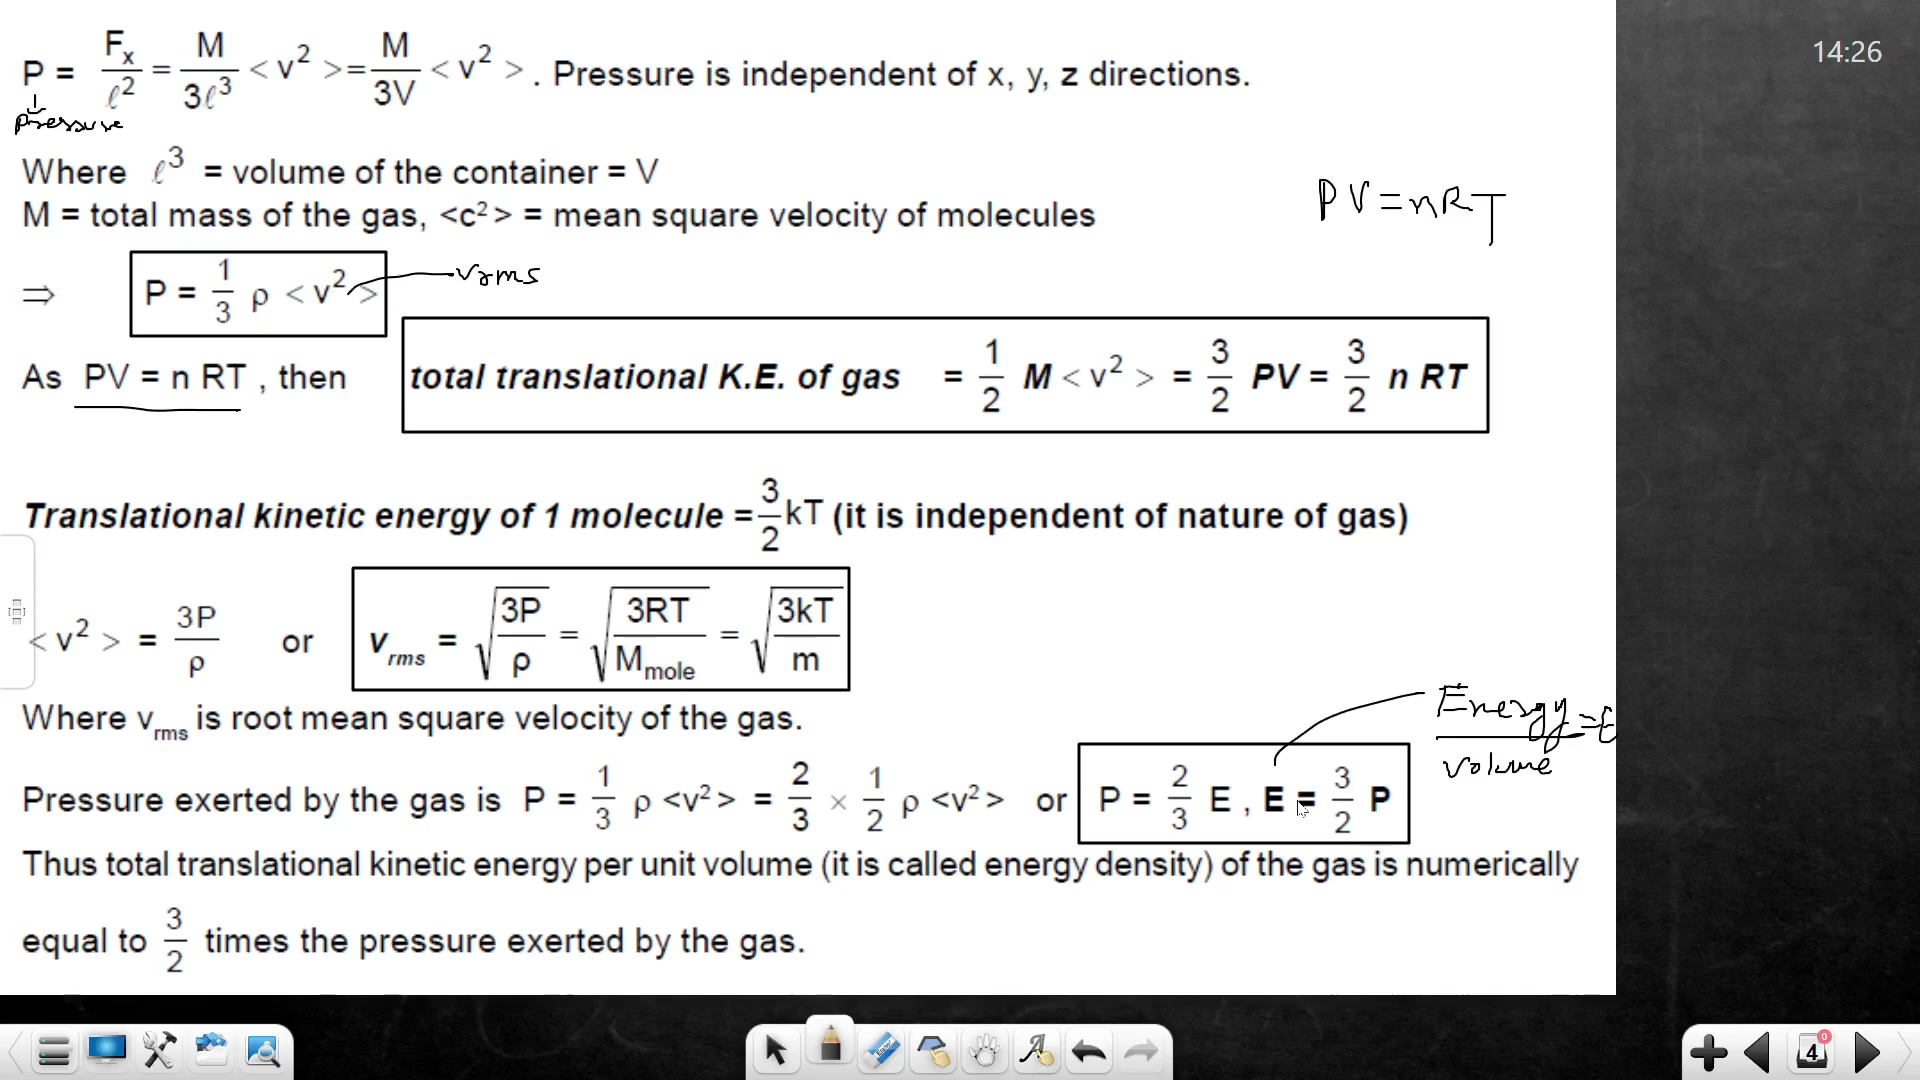 P = Fx/ℓ² = M/3ℓ³ < v² > = M/3V < v² > . Pressure is independent of x, y, z directions.
14:26
Pressure
Where ℓ³ = volume of the container = V
PV = nRT
M = total mass of the gas, <c²> = mean square velocity of molecules
⇒ P = 1/3 ρ < v² >
vrms
As PV = n RT , then total translational K.E. of gas = 1/2 M < v² > = 3/2 PV = 3/2 n RT
Translational kinetic energy of 1 molecule = 3/2 kT (it is independent of nature of gas)
< v² > = 3P/ρ or vrms = √(3P/ρ) = √(3RT/Mmole) = √(3kT/m)
Where vrms is root mean square velocity of the gas.
Energy/volume = E
Pressure exerted by the gas is P = 1/3 ρ <v²> = 2/3 × 1/2 ρ <v²> or P = 2/3 E , E = 3/2 P
Thus total translational kinetic energy per unit volume (it is called energy density) of the gas is numerically
equal to 3/2 times the pressure exerted by the gas.
Eraser
A
4
0